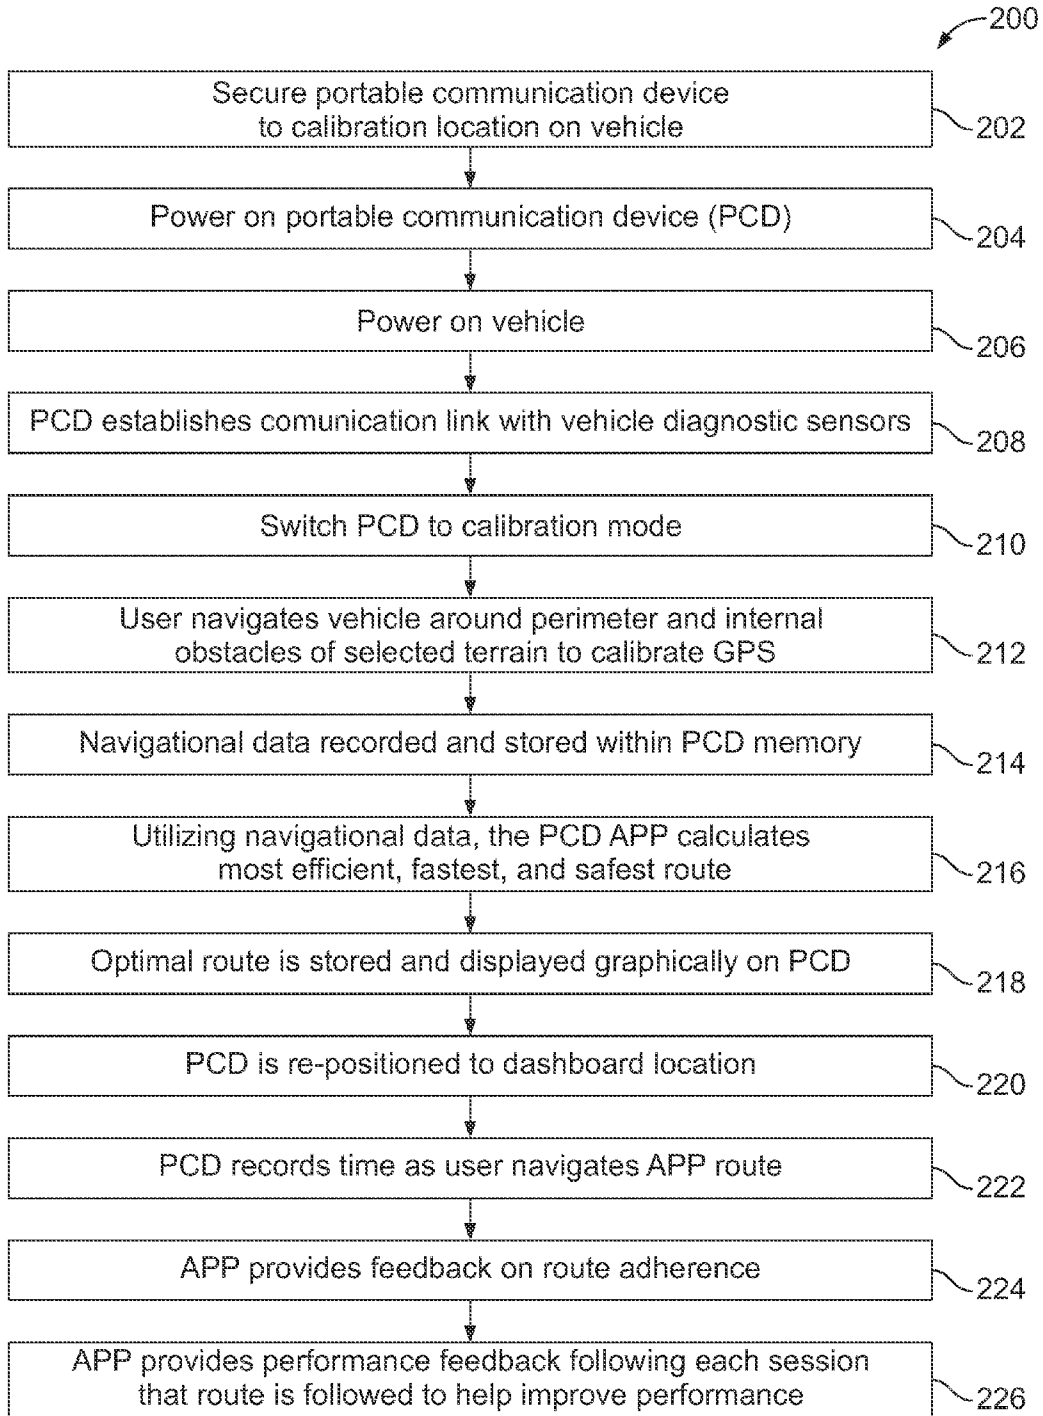 200
Secure portable communication device
to calibration location on vehicle
202
Power on portable communication device (PCD)
204
Power on vehicle
206
PCD establishes comunication link with vehicle diagnostic sensors
208
Switch PCD to calibration mode
210
User navigates vehicle around perimeter and internal
obstacles of selected terrain to calibrate GPS
212
Navigational data recorded and stored within PCD memory
214
Utilizing navigational data, the PCD APP calculates
most efficient, fastest, and safest route
216
Optimal route is stored and displayed graphically on PCD
218
PCD is re-positioned to dashboard location
220
PCD records time as user navigates APP route
222
APP provides feedback on route adherence
224
APP provides performance feedback following each session
that route is followed to help improve performance
226